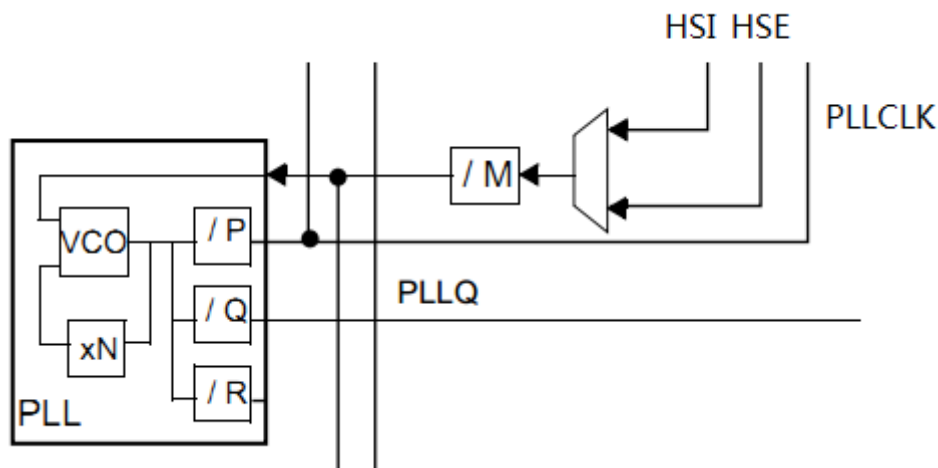 HSI HSE
PLLCLK
/ M
/ P
VCO
PLLQ
/ Q
xN
/ R
PLL